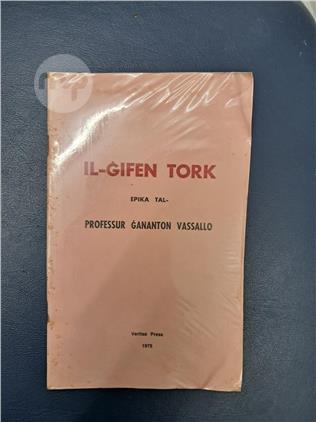 IL-ĠIFEN TORK
EPIKA TAL-
PROFESSUR ĠANANTON VASSALLO
Veritas Press
1975